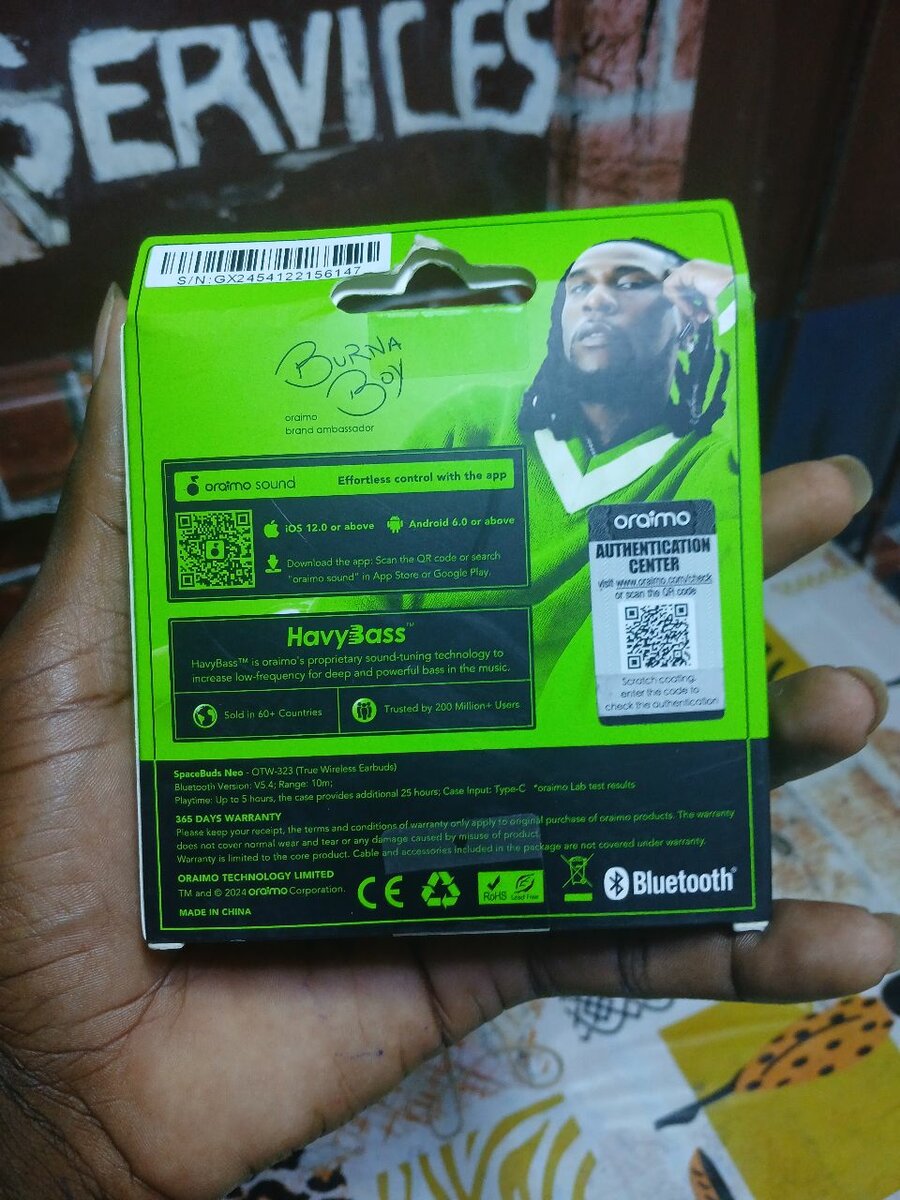 SERVICES
S/N:GX2454122156147
BURNA
BOY
oraimo
brand ambassador
oraimo sound
Effortless control with the app
iOS 12.0 or above
Android 6.0 or above
Download the app: Scan the QR code or search
"oraimo sound" in App Store or Google Play.
oraimo
AUTHENTICATION
CENTER
visit www.oraimo.com/check
or scan the QR code
Scratch coating,
enter the code to
check the authentication
HavyBass™
HavyBass™ is oraimo's proprietary sound-tuning technology to
increase low-frequency for deep and powerful bass in the music.
Sold in 60+ Countries
Trusted by 200 Million+ Users
SpaceBuds Neo - OTW-323 (True Wireless Earbuds)
Bluetooth Version: V5.4; Range: 10m;
Playtime: Up to 5 hours, the case provides additional 25 hours; Case Input: Type-C *oraimo Lab test results
365 DAYS WARRANTY
Please keep your receipt, the terms and conditions of warranty only apply to original purchase of oraimo products. The warranty
does not cover normal wear and tear or any damage caused by misuse of product.
Warranty is limited to the core product. Cable and accessories included in the package are not covered under warranty.
ORAIMO TECHNOLOGY LIMITED
TM and © 2024 oraimo Corporation.
MADE IN CHINA
CE
RoHS
Lead Free
Bluetooth®